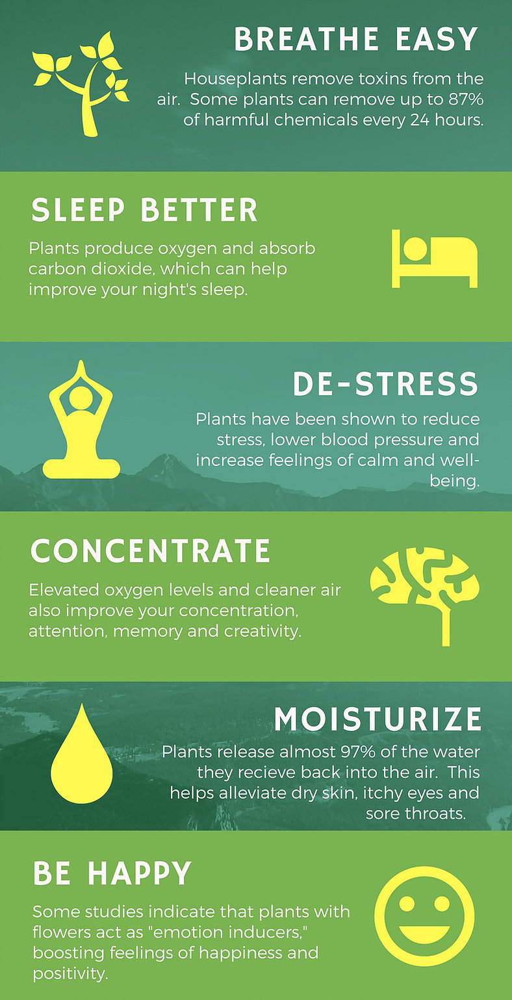 BREATHE EASY
Houseplants remove toxins from the
air.  Some plants can remove up to 87%
of harmful chemicals every 24 hours.
SLEEP BETTER
Plants produce oxygen and absorb
carbon dioxide, which can help
improve your night's sleep.
DE-STRESS
Plants have been shown to reduce
stress, lower blood pressure and
increase feelings of calm and well-
being.
CONCENTRATE
Elevated oxygen levels and cleaner air
also improve your concentration,
attention, memory and creativity.
MOISTURIZE
Plants release almost 97% of the water
they recieve back into the air.  This
helps alleviate dry skin, itchy eyes and
sore throats.
BE HAPPY
Some studies indicate that plants with
flowers act as "emotion inducers,"
boosting feelings of happiness and
positivity.